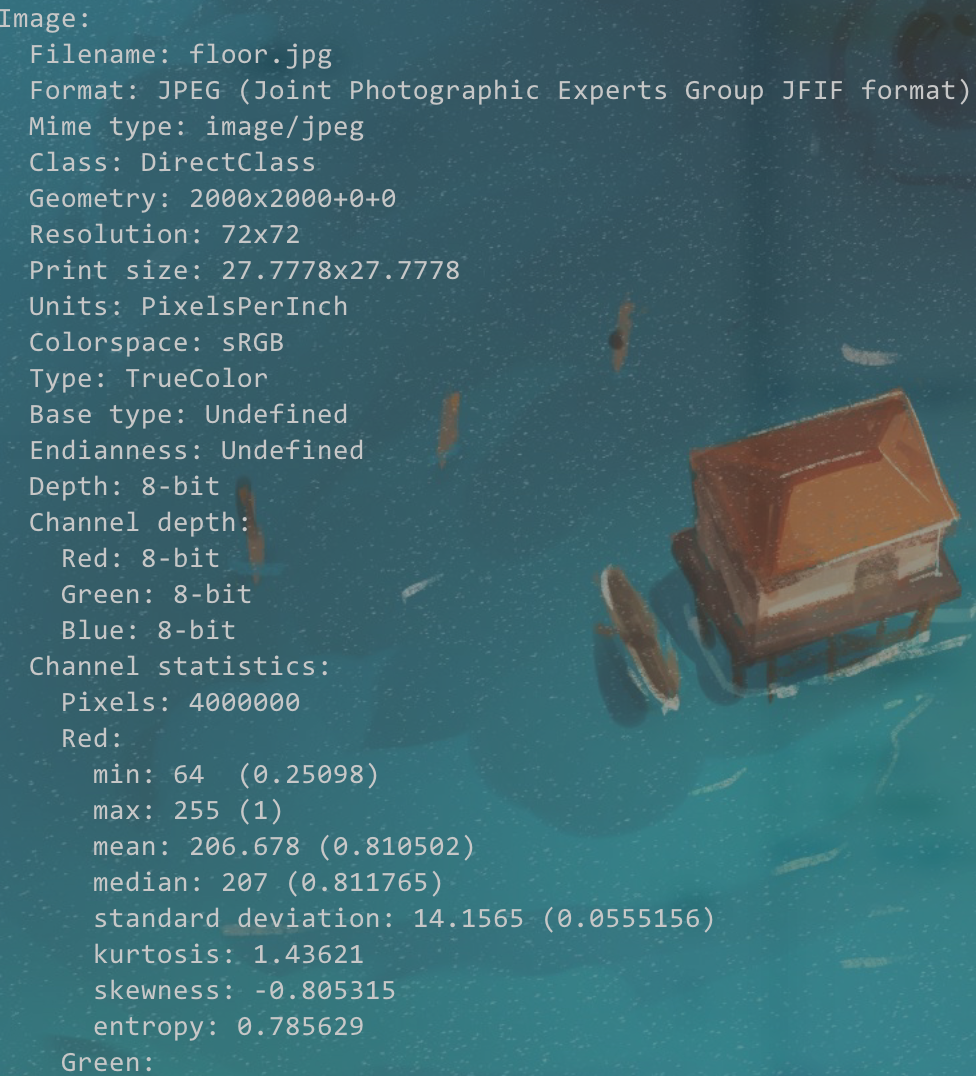 Image:
Filename: floor.jpg
Format: JPEG (Joint Photographic Experts Group JFIF format)
Mime type: image/jpeg
Class: DirectClass
Geometry: 2000x2000+0+0
Resolution: 72x72
Print size: 27.7778x27.7778
Units: PixelsPerInch
Colorspace: sRGB
Type: TrueColor
Base type: Undefined
Endianness: Undefined
Depth: 8-bit
Channel depth:
Red: 8-bit
Green: 8-bit
Blue: 8-bit
Channel statistics:
Pixels: 4000000
Red:
min: 64  (0.25098)
max: 255 (1)
mean: 206.678 (0.810502)
median: 207 (0.811765)
standard deviation: 14.1565 (0.0555156)
kurtosis: 1.43621
skewness: -0.805315
entropy: 0.785629
Green: